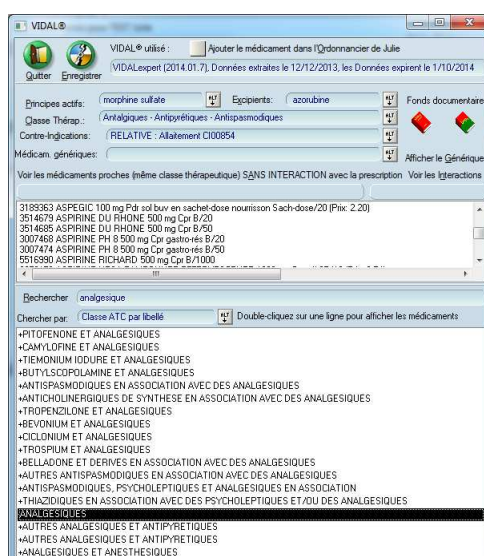 VIDAL®
VIDAL® utilisé :
Ajouter le médicament dans l'Ordonnancier de Julie
VIDALexpert (2014.01.7), Données extraites le 12/12/2013, les Données expirent le 1/10/2014
Quitter
Enregistrer
Principes actifs: morphine sulfate ALT Excipients: azorubine ALT Fonds documentaire
Classe Thérap.: Antalgiques - Antipyrétiques - Antispasmodiques ALT
Contre-Indications: RELATIVE : Allaitement CI00854 ALT
Médicam. génériques: ALT Afficher le Générique
Voir les médicaments proches (même classe thérapeutique) SANS INTERACTION avec la prescription Voir les Interactions
3189363 ASPEGIC 100 mg Pdr sol buv en sachet-dose nourrisson Sach-dose/20 (Prix: 2.20)
3514679 ASPIRINE DU RHONE 500 mg Cpr B/20
3514685 ASPIRINE DU RHONE 500 mg Cpr B/50
3007468 ASPIRINE PH 8 500 mg Cpr gastro-rés B/20
3007474 ASPIRINE PH 8 500 mg Cpr gastro-rés B/50
5516990 ASPIRINE RICHARD 500 mg Cpr B/1000
Rechercher analgesique
Chercher par: Classe ATC par libellé ALT Double-cliquez sur une ligne pour afficher les médicaments
+PITOFENONE ET ANALGESIQUES
+CAMYLOFINE ET ANALGESIQUES
+TIEMONIUM IODURE ET ANALGESIQUES
+BUTYLSCOPOLAMINE ET ANALGESIQUES
+ANTISPASMODIQUES EN ASSOCIATION AVEC DES ANALGESIQUES
+ANTICHOLINERGIQUES DE SYNTHESE EN ASSOCIATION AVEC DES ANALGESIQUES
+TROPENZILONE ET ANALGESIQUES
+BEVONIUM ET ANALGESIQUES
+CICLONIUM ET ANALGESIQUES
+TROSPIUM ET ANALGESIQUES
+BELLADONE ET DERIVES EN ASSOCIATION AVEC DES ANALGESIQUES
+AUTRES ANTISPASMODIQUES EN ASSOCIATION AVEC DES ANALGESIQUES
+ANTISPASMODIQUES, PSYCHOLEPTIQUES ET ANALGESIQUES EN ASSOCIATION
+THIAZIDIQUES EN ASSOCIATION AVEC DES PSYCHOLEPTIQUES ET/OU DES ANALGESIQUES
ANALGESIQUES
+AUTRES ANALGESIQUES ET ANTIPYRETIQUES
+AUTRES ANALGESIQUES ET ANTIPYRETIQUES
+ANALGESIQUES ET ANESTHESIQUES